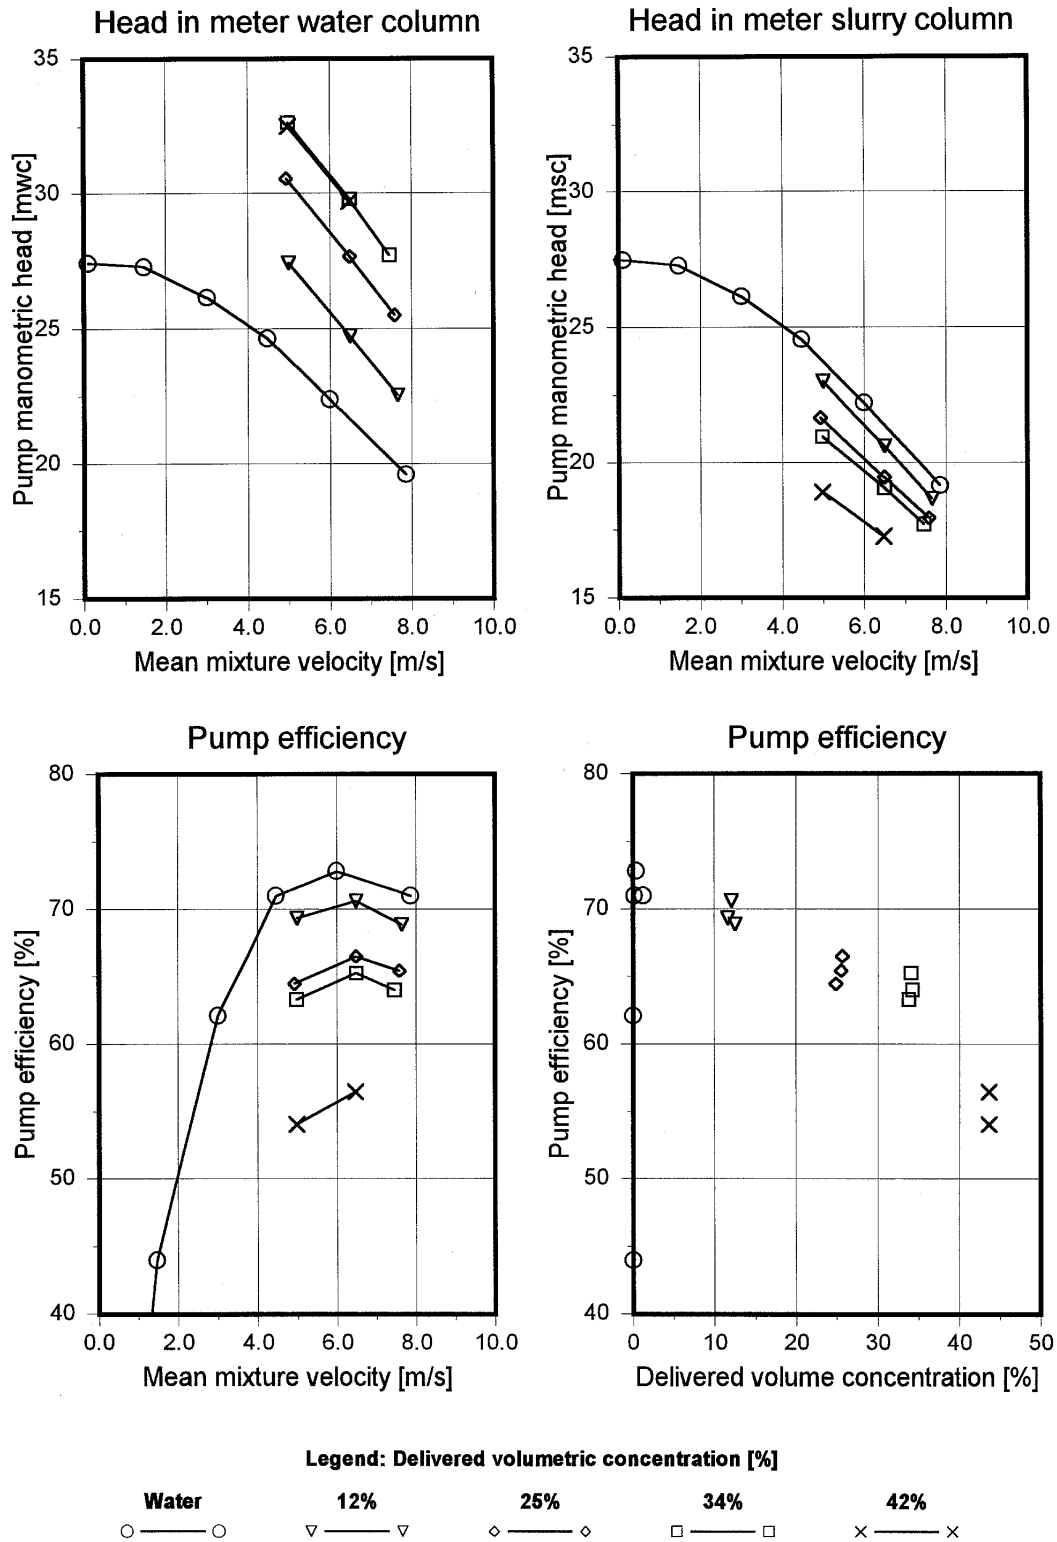 Head in meter water column
Head in meter slurry column
35
30
25
20
15
0.0 2.0 4.0 6.0 8.0 10.0
Pump manometric head [mwc]
Mean mixture velocity [m/s]
35
30
25
20
15
0.0 2.0 4.0 6.0 8.0 10.0
Pump manometric head [msc]
Mean mixture velocity [m/s]
Pump efficiency
Pump efficiency
80
70
60
50
40
0.0 2.0 4.0 6.0 8.0 10.0
Pump efficiency [%]
Mean mixture velocity [m/s]
80
70
60
50
40
0 10 20 30 40 50
Pump efficiency [%]
Delivered volume concentration [%]
Legend: Delivered volumetric concentration [%]
Water 12% 25% 34% 42%